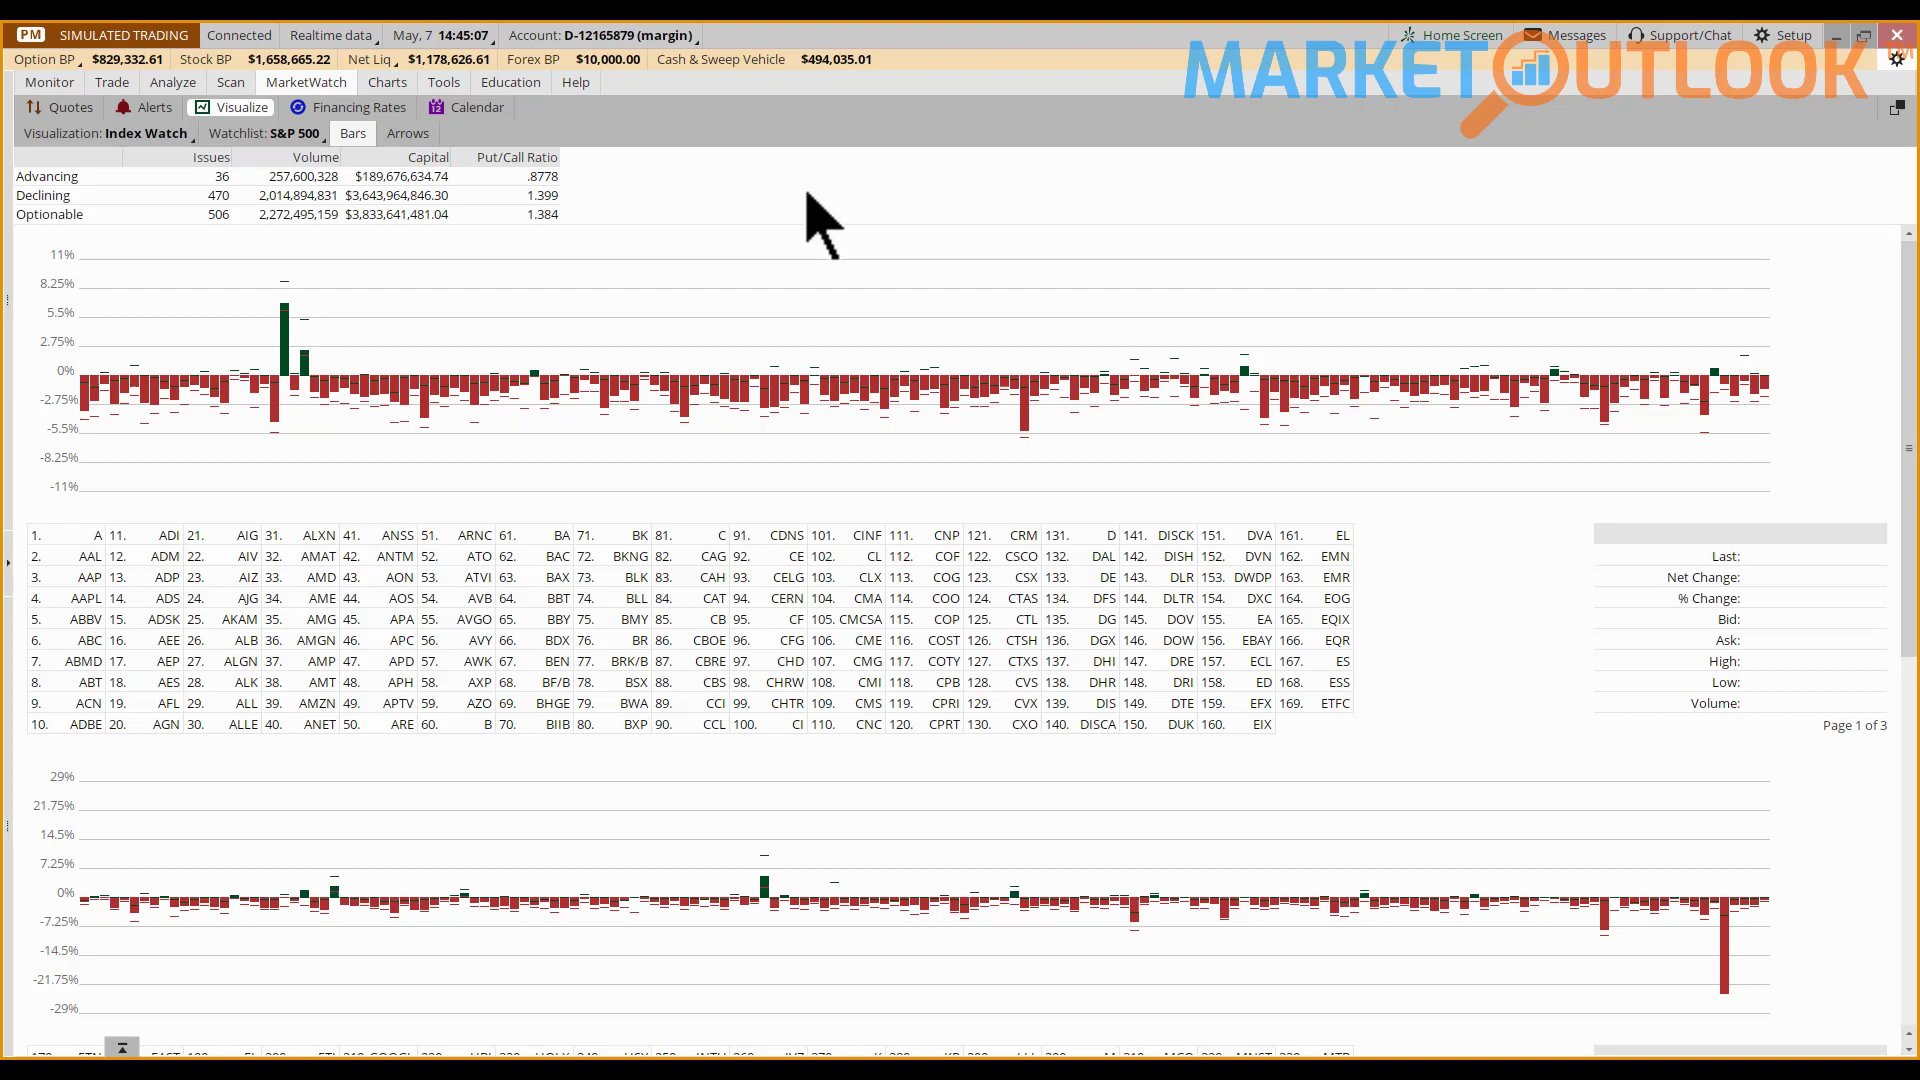 PM SIMULATED TRADING Connected Realtime data May, 7 14:45:07 Account: D-12165879 (margin) Home Screen Messages Support/Chat Setup
Option BP $829,332.61 Stock BP $1,658,665.22 Net Liq $1,178,626.61 Forex BP $10,000.00 Cash & Sweep Vehicle $494,035.01
MARKET OUTLOOK TM
Monitor Trade Analyze Scan MarketWatch Charts Tools Education Help
Quotes Alerts Visualize 12 Financing Rates Calendar
Visualization: Index Watch Watchlist: S&P 500 Bars Arrows
Issues Volume Capital Put/Call Ratio
Advancing 36 257,600,328 $189,676,634.74 .8778
Declining 470 2,014,894,831 $3,643,964,846.30 1.399
Optionable 506 2,272,495,159 $3,833,641,481.04 1.384
11%
8.25%
5.5%
2.75%
0%
-2.75%
-5.5%
-8.25%
-11%
1. A 11. ADI 21. AIG 31. ALXN 41. ANSS 51. ARNC 61. BA 71. BK 81. C 91. CDNS 101. CINF 111. CNP 121. CRM 131. D 141. DISCK 151. DVA 161. EL
2. AAL 12. ADM 22. AIV 32. AMAT 42. ANTM 52. ATO 62. BAC 72. BKNG 82. CAG 92. CE 102. CL 112. COF 122. CSCO 132. DAL 142. DISH 152. DVN 162. EMN Last:
3. AAP 13. ADP 23. AIZ 33. AMD 43. AON 53. ATVI 63. BAX 73. BLK 83. CAH 93. CELG 103. CLX 113. COG 123. CSX 133. DE 143. DLR 153. DWDP 163. EMR Net Change:
4. AAPL 14. ADS 24. AJG 34. AME 44. AOS 54. AVB 64. BBT 74. BLL 84. CAT 94. CERN 104. CMA 114. COO 124. CTAS 134. DFS 144. DLTR 154. DXC 164. EOG % Change:
5. ABBV 15. ADSK 25. AKAM 35. AMG 45. APA 55. AVGO 65. BBY 75. BMY 85. CB 95. CF 105. CMCSA 115. COP 125. CTL 135. DG 145. DOV 155. EA 165. EQIX Bid:
6. ABC 16. AEE 26. ALB 36. AMGN 46. APC 56. AVY 66. BDX 76. BR 86. CBOE 96. CFG 106. CME 116. COST 126. CTSH 136. DGX 146. DOW 156. EBAY 166. EQR Ask:
7. ABMD 17. AEP 27. ALGN 37. AMP 47. APD 57. AWK 67. BEN 77. BRK/B 87. CBRE 97. CHD 107. CMG 117. COTY 127. CTXS 137. DHI 147. DRE 157. ECL 167. ES High:
8. ABT 18. AES 28. ALK 38. AMT 48. APH 58. AXP 68. BF/B 78. BSX 88. CBS 98. CHRW 108. CMI 118. CPB 128. CVS 138. DHR 148. DRI 158. ED 168. ESS Low:
9. ACN 19. AFL 29. ALL 39. AMZN 49. APTV 59. AZO 69. BHGE 79. BWA 89. CCI 99. CHTR 109. CMS 119. CPRI 129. CVX 139. DIS 149. DTE 159. EFX 169. ETFC Volume:
10. ADBE 20. AGN 30. ALLE 40. ANET 50. ARE 60. B 70. BIIB 80. BXP 90. CCL 100. CI 110. CNC 120. CPRT 130. CXO 140. DISCA 150. DUK 160. EIX Page 1 of 3
29%
21.75%
14.5%
7.25%
0%
-7.25%
-14.5%
-21.75%
-29%